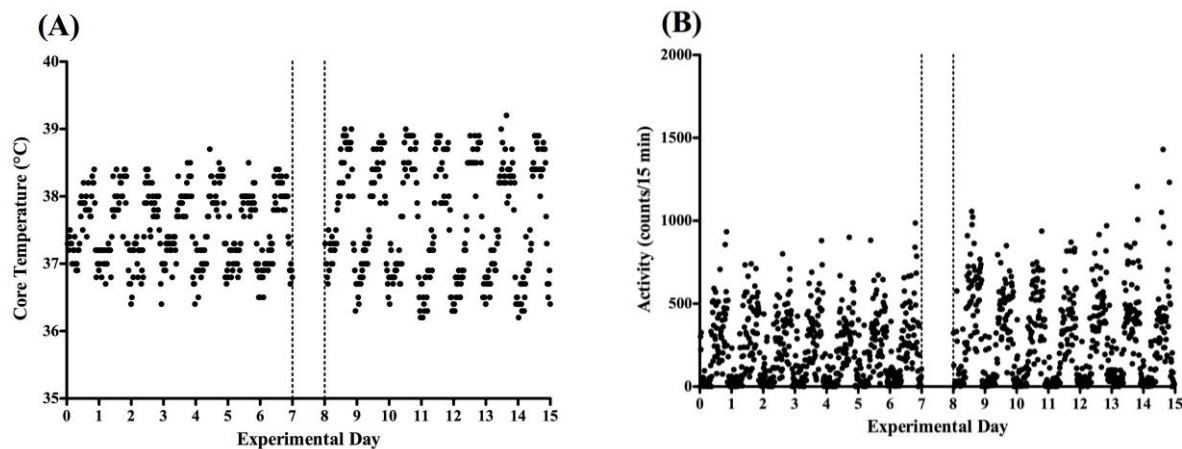 (A)
40
39
38
37
36
35
Core Temperature (°C)
0 1 2 3 4 5 6 7 8 9 10 11 12 13 14 15
Experimental Day
(B)
2000
1500
1000
500
0
Activity (counts/15 min)
0 1 2 3 4 5 6 7 8 9 10 11 12 13 14 15
Experimental Day